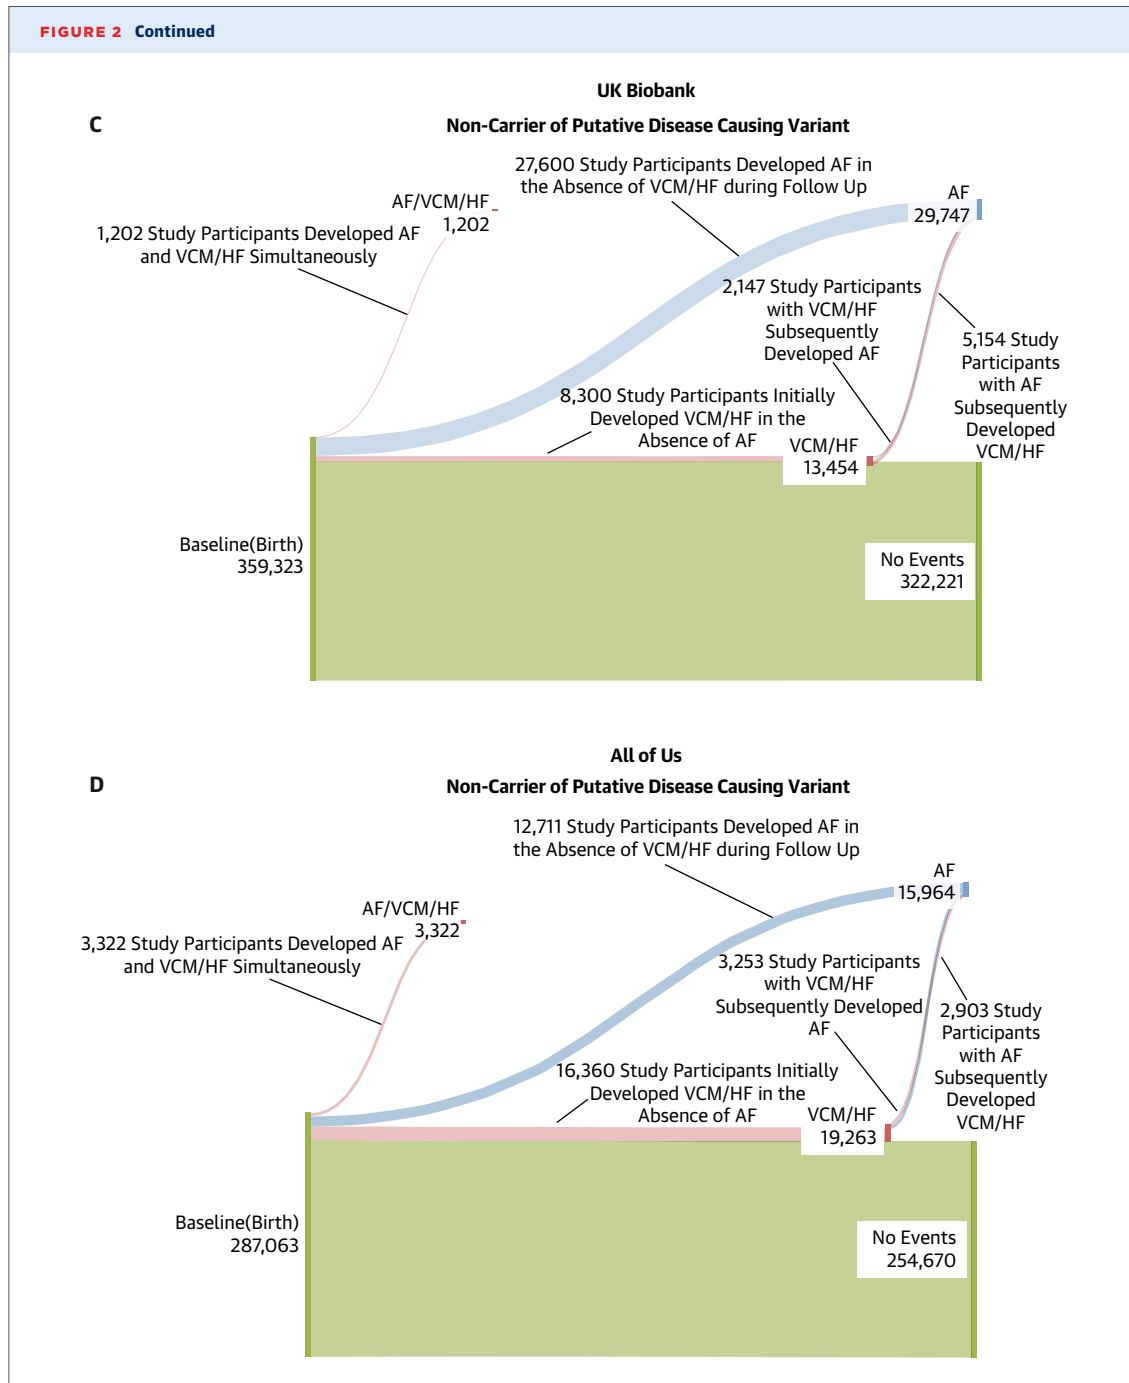 FIGURE 2 Continued
UK Biobank
C
Non-Carrier of Putative Disease Causing Variant
27,600 Study Participants Developed AF in
the Absence of VCM/HF during Follow Up
AF
29,747
AF/VCM/HF
1,202
1,202 Study Participants Developed AF
and VCM/HF Simultaneously
2,147 Study Participants
with VCM/HF
Subsequently
Developed AF
5,154 Study
Participants
with AF
Subsequently
Developed
VCM/HF
8,300 Study Participants Initially
Developed VCM/HF in the
Absence of AF
VCM/HF
13,454
Baseline(Birth)
359,323
No Events
322,221
All of Us
D
Non-Carrier of Putative Disease Causing Variant
12,711 Study Participants Developed AF in
the Absence of VCM/HF during Follow Up
AF
15,964
AF/VCM/HF
3,322
3,322 Study Participants Developed AF
and VCM/HF Simultaneously
3,253 Study Participants
with VCM/HF
Subsequently Developed
AF
2,903 Study
Participants
with AF
Subsequently
Developed
VCM/HF
16,360 Study Participants Initially
Developed VCM/HF in the
Absence of AF
VCM/HF
19,263
Baseline(Birth)
287,063
No Events
254,670